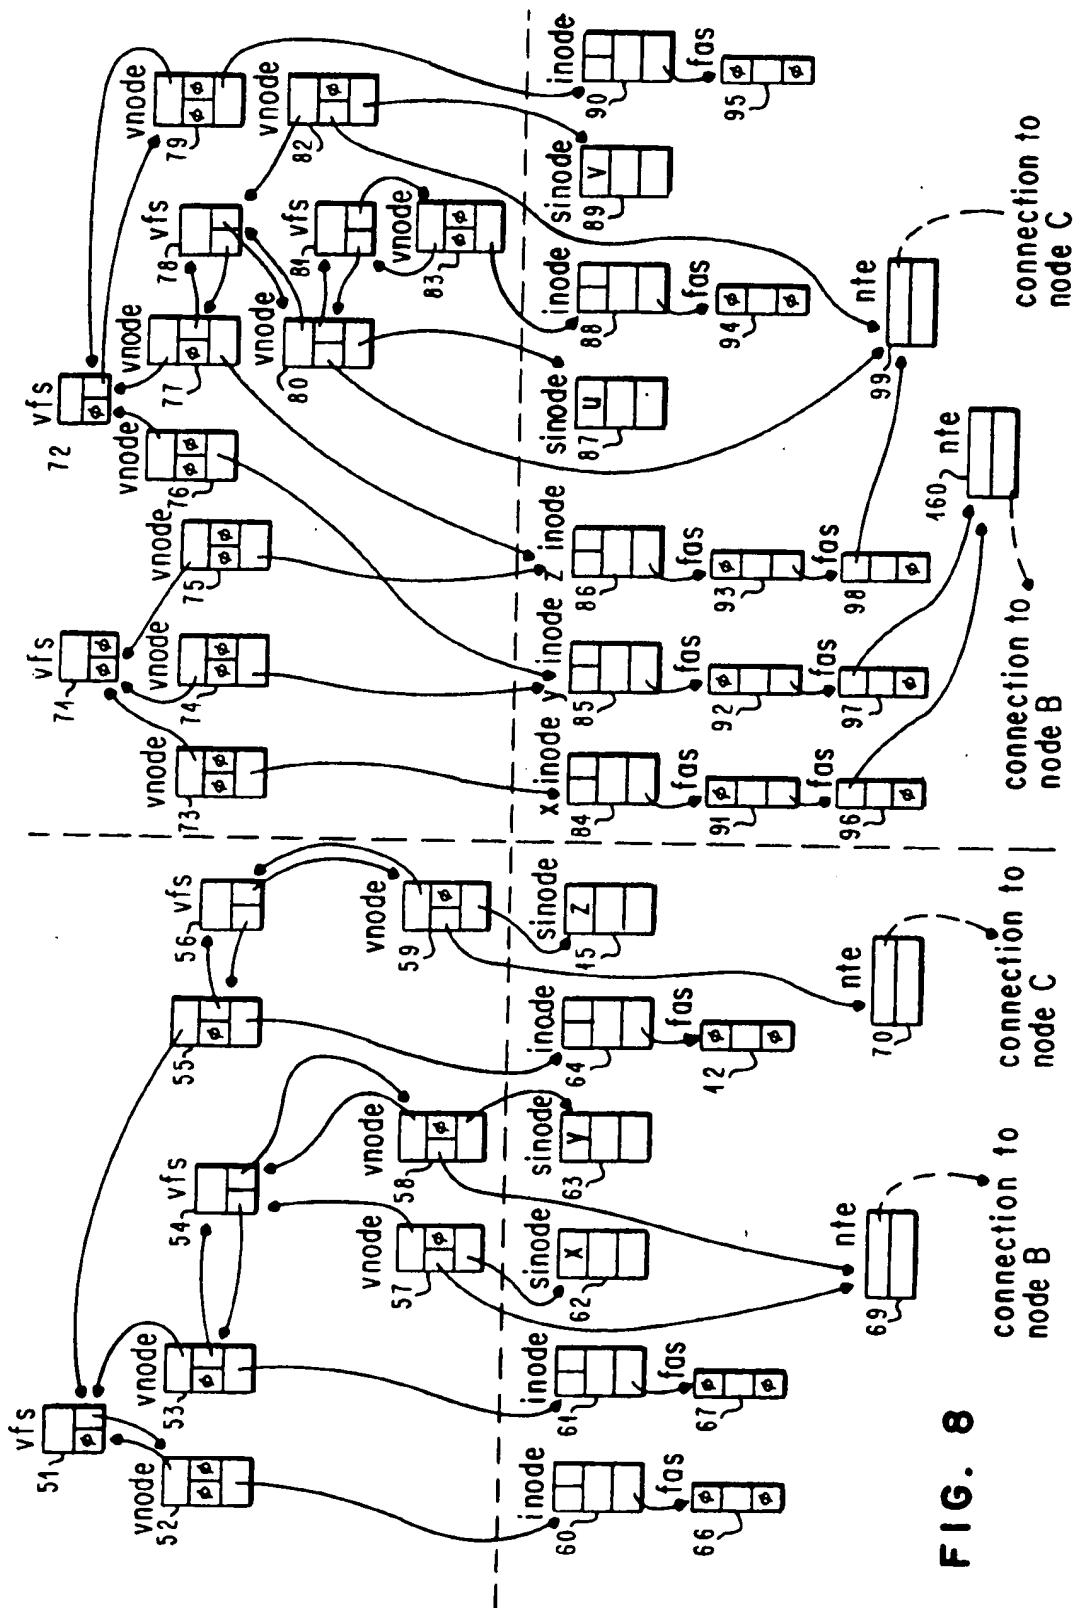 vfs
51
ø
vnode
52
ø ø
vnode
53
ø
vfs
54
vnode
55
ø
vfs
56
vnode
57
ø
vnode
58
ø
vnode
59
ø
inode
60
inode
61
sinode
62
x
sinode
63
y
inode
64
sinode
15
z
fas
66
ø ø
fas
67
ø ø
fas
12
ø ø
nte
69
nte
70
connection to
node B
connection to
node C
vfs
71
ø ø
vfs
72
ø
vnode
73
ø ø
vnode
74
ø ø
vnode
75
ø ø
vnode
76
ø ø
vnode
77
ø
vfs
78
vnode
79
ø ø
vnode
80
vfs
81
vnode
82
ø
vnode
83
ø ø
x inode
84
y inode
85
z inode
86
sinode
87
u
inode
88
sinode
89
v
inode
90
fas
91
ø
fas
92
ø
fas
93
ø
fas
94
ø ø
fas
95
ø ø
fas
96
ø
fas
97
ø
fas
98
ø
nte
99
nte
160
connection to
node B
connection to
node C
FIG. 8